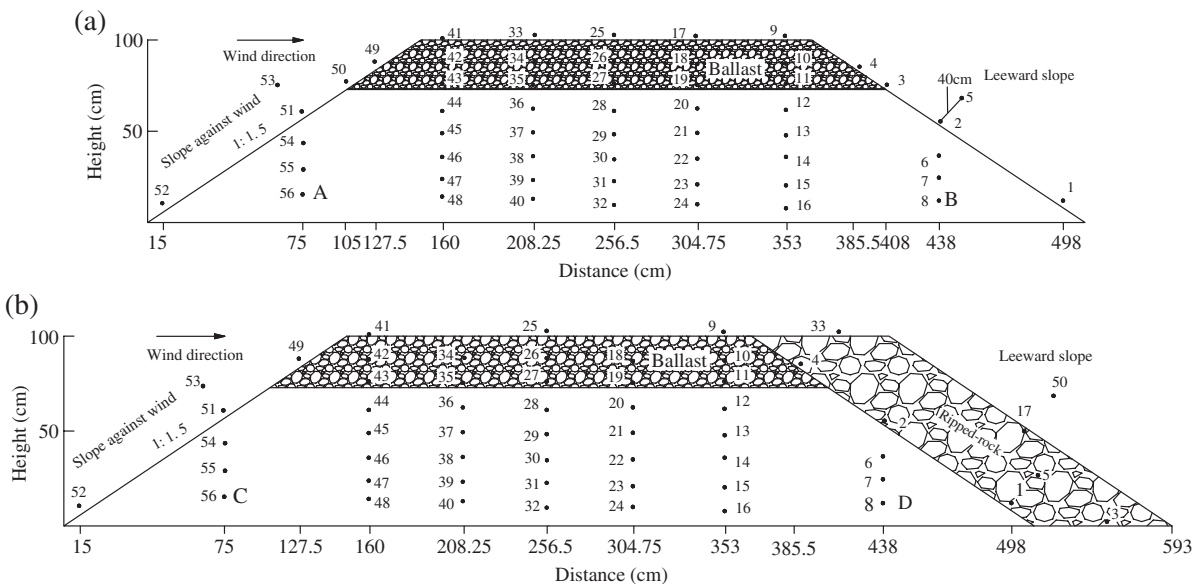 (a)
100
50
Height (cm)
Wind direction
Slope against wind
1: 1. 5
Ballast
40cm
Leeward slope
41 33 25 17 9
49 42 34 26 18 10 4
53 50 43 35 27 19 11 3 5
51 44 36 28 20 12 2
54 45 37 29 21 13
55 46 38 30 22 14 6
56 A 47 39 31 23 15 7
52 48 40 32 24 16 8 B 1
15 75 105 127.5 160 208.25 256.5 304.75 353 385.5 408 438 498
Distance (cm)
(b)
100
50
Height (cm)
Wind direction
Slope against wind
1: 1. 5
Ballast
Ripped-rock
Leeward slope
41 25 9 33
49 42 34 26 18 10 4
53 43 35 27 19 11 50
51 44 36 28 20 12 2 17
54 45 37 29 21 13
55 46 38 30 22 14 6
56 C 47 39 31 23 15 7 5
52 48 40 32 24 16 8 D 1 3
15 75 127.5 160 208.25 256.5 304.75 353 385.5 438 498 593
Distance (cm)